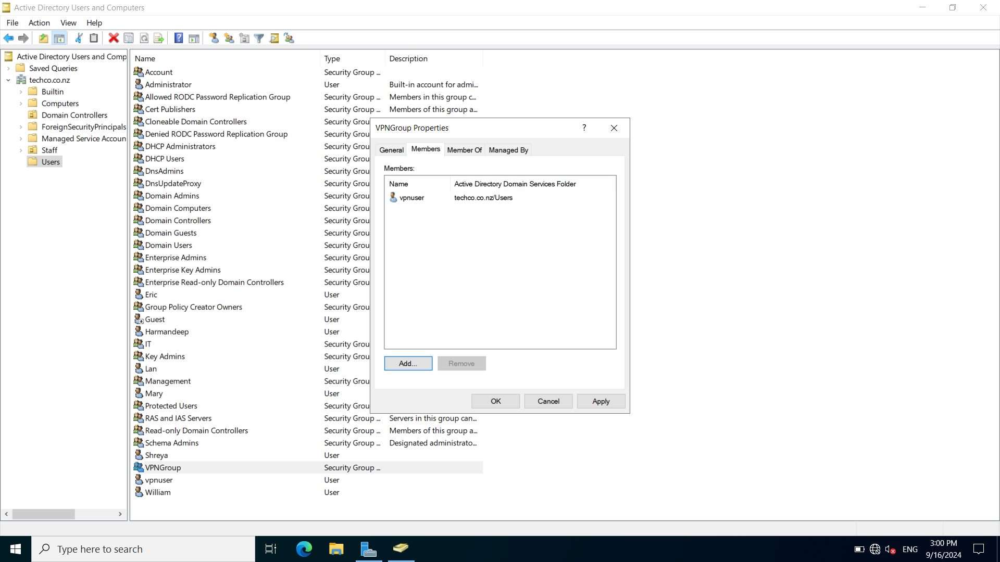 Active Directory Users and Computers
File Action View Help
Active Directory Users and Comp
Saved Queries
techco.co.nz
Builtin
Computers
Domain Controllers
ForeignSecurityPrincipals
Managed Service Accoun
Staff
Users
Name Type Description
Account Security Group ...
Administrator User Built-in account for admi...
Allowed RODC Password Replication Group Security Group ... Members in this group c...
Cert Publishers Security Group ... Members of this group a...
Cloneable Domain Controllers Security Grou
Denied RODC Password Replication Group Security Grou
DHCP Administrators Security Grou
DHCP Users Security Grou
DnsAdmins Security Grou
DnsUpdateProxy Security Grou
Domain Admins Security Grou
Domain Computers Security Grou
Domain Controllers Security Grou
Domain Guests Security Grou
Domain Users Security Grou
Enterprise Admins Security Grou
Enterprise Key Admins Security Grou
Enterprise Read-only Domain Controllers Security Grou
Eric User
Group Policy Creator Owners Security Grou
Guest User
Harmandeep User
IT Security Grou
Key Admins Security Grou
Lan User
Management Security Grou
Mary User
Protected Users Security Grou
RAS and IAS Servers Security Group ... Servers in this group can...
Read-only Domain Controllers Security Group ... Members of this group a...
Schema Admins Security Group ... Designated administrato...
Shreya User
VPNGroup Security Group ...
vpnuser User
William User
VPNGroup Properties ?
General Members Member Of Managed By
Members:
Name Active Directory Domain Services Folder
vpnuser techco.co.nz/Users
Add... Remove
OK Cancel Apply
Type here to search
ENG
3:00 PM
9/16/2024